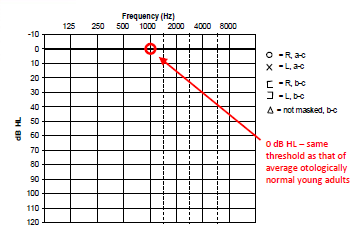 Frequency (Hz)
125 250 500 1000 2000 4000 8000
-10
0
10
20
30
40
50
60
70
80
90
100
110
120
dB HL
O - R, a-c
X - L, a-c
[ - R, b-c
] - L, b-c
Δ - not masked, b-c
0 dB HL – same
threshold as that of
average otologically
normal young adults